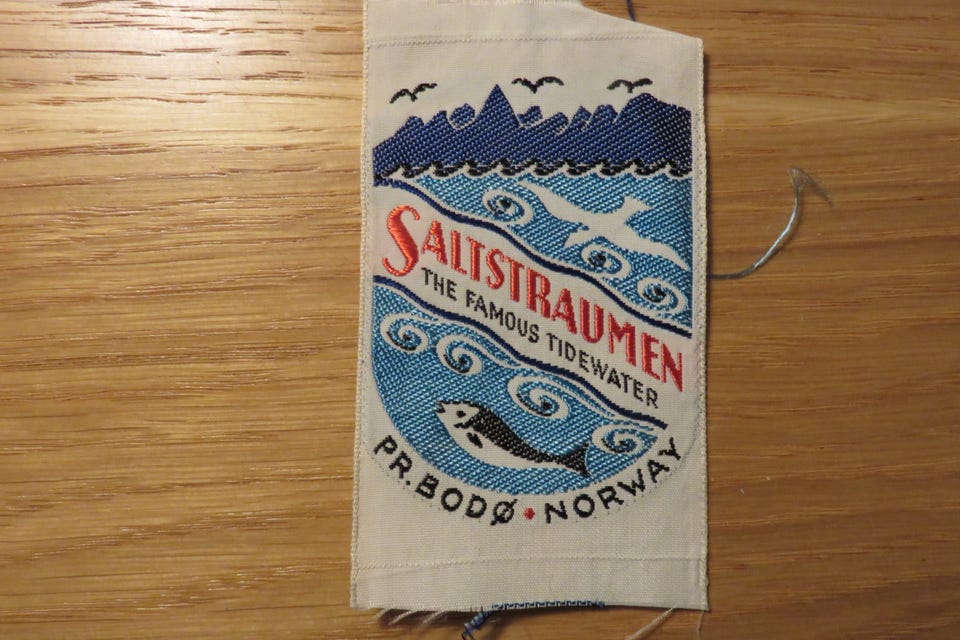 SALTSTRAUMEN
THE FAMOUS TIDEWATER
PR. BODØ • NORWAY